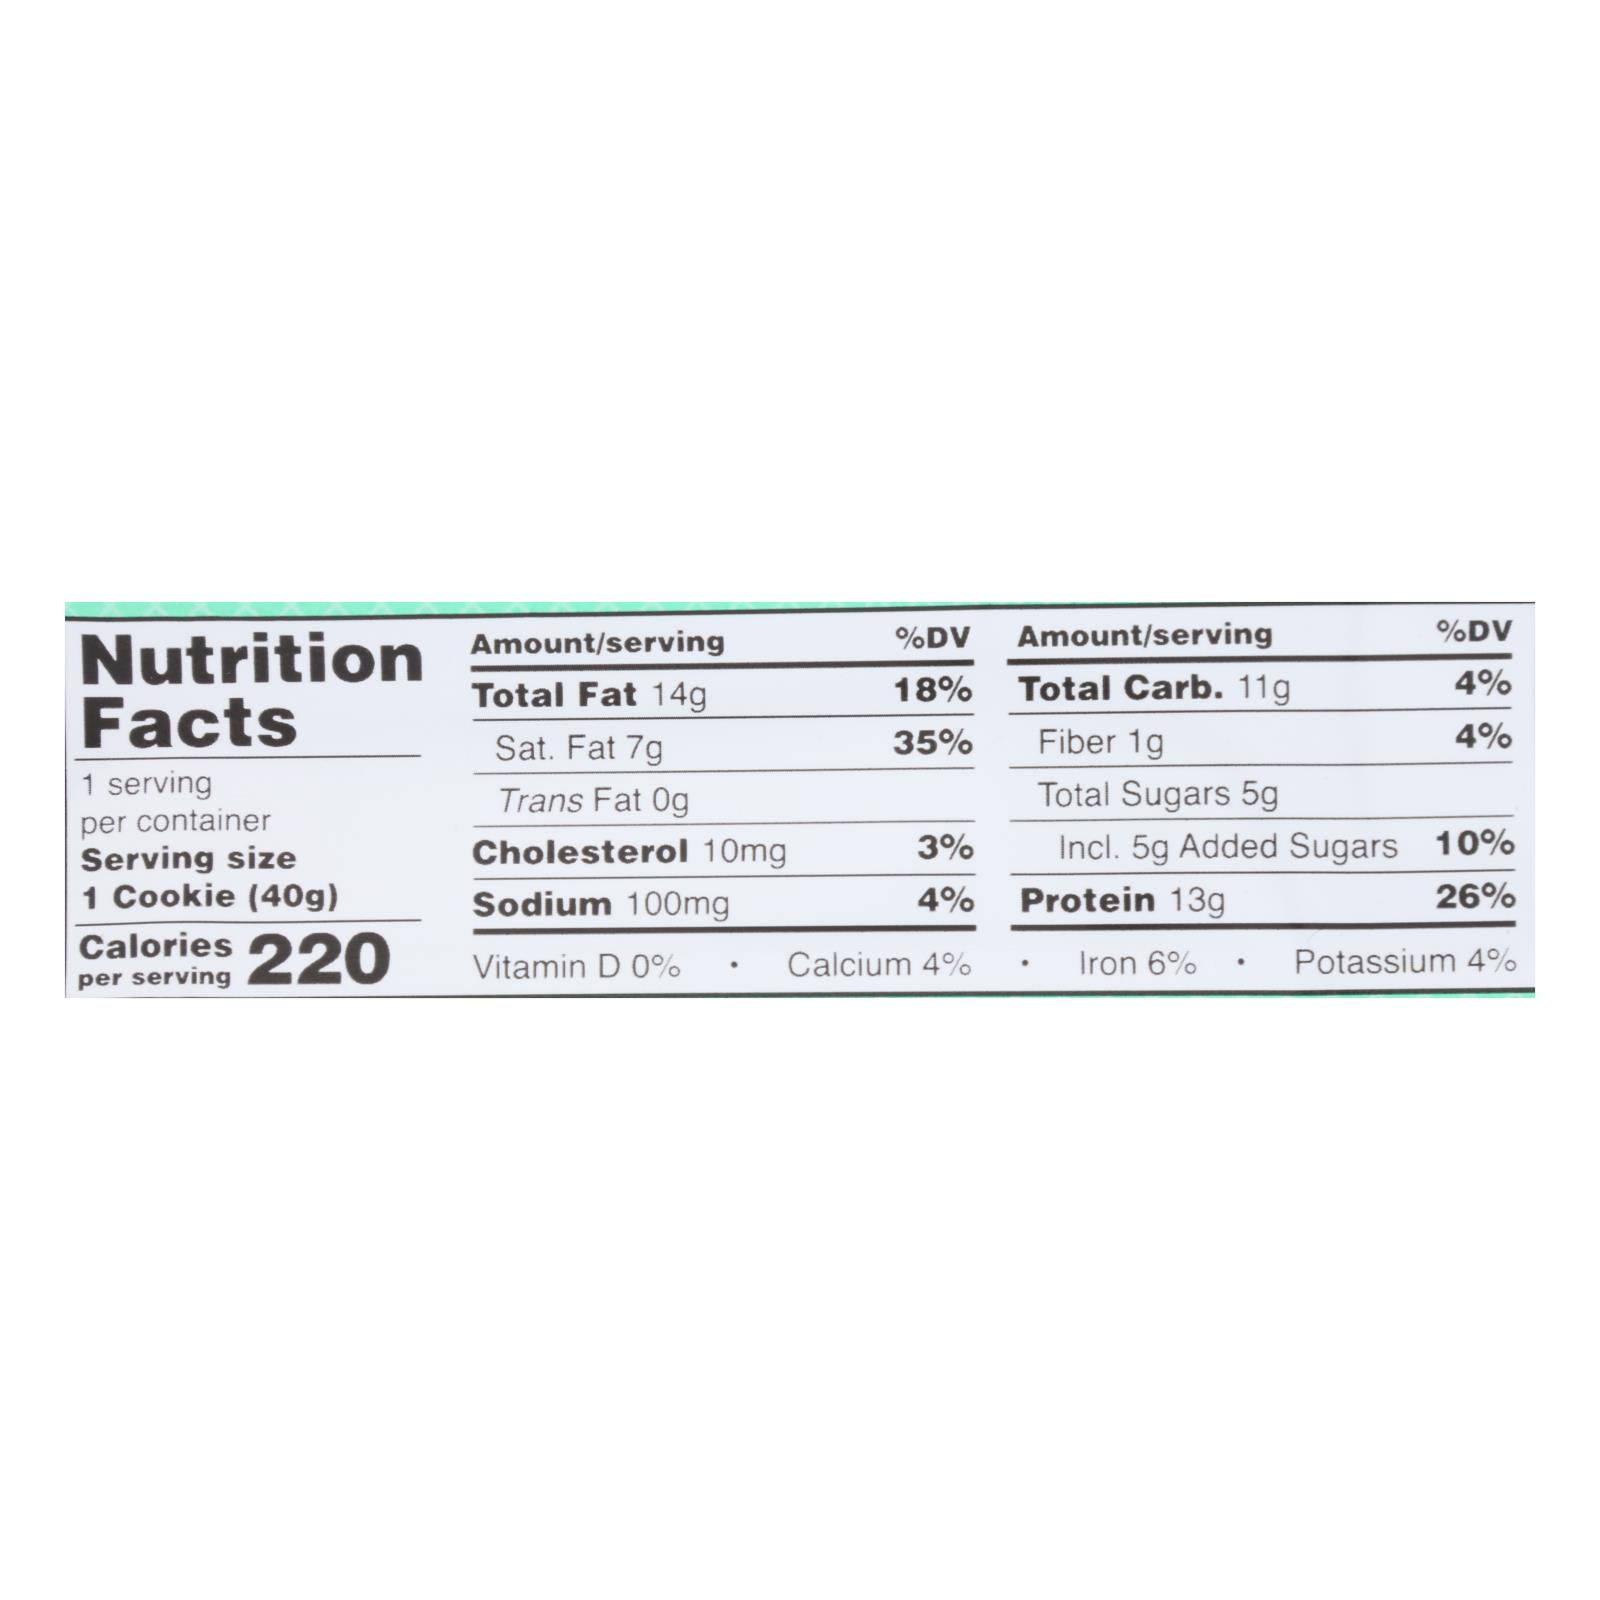 Nutrition
Facts
1 serving
per container
Serving size
1 Cookie (40g)
Calories
per serving 220
Amount/serving %DV
Total Fat 14g 18%
Sat. Fat 7g 35%
Trans Fat 0g
Cholesterol 10mg 3%
Sodium 100mg 4%
Amount/serving %DV
Total Carb. 11g 4%
Fiber 1g 4%
Total Sugars 5g
Incl. 5g Added Sugars 10%
Protein 13g 26%
Vitamin D 0% • Calcium 4% • Iron 6% • Potassium 4%